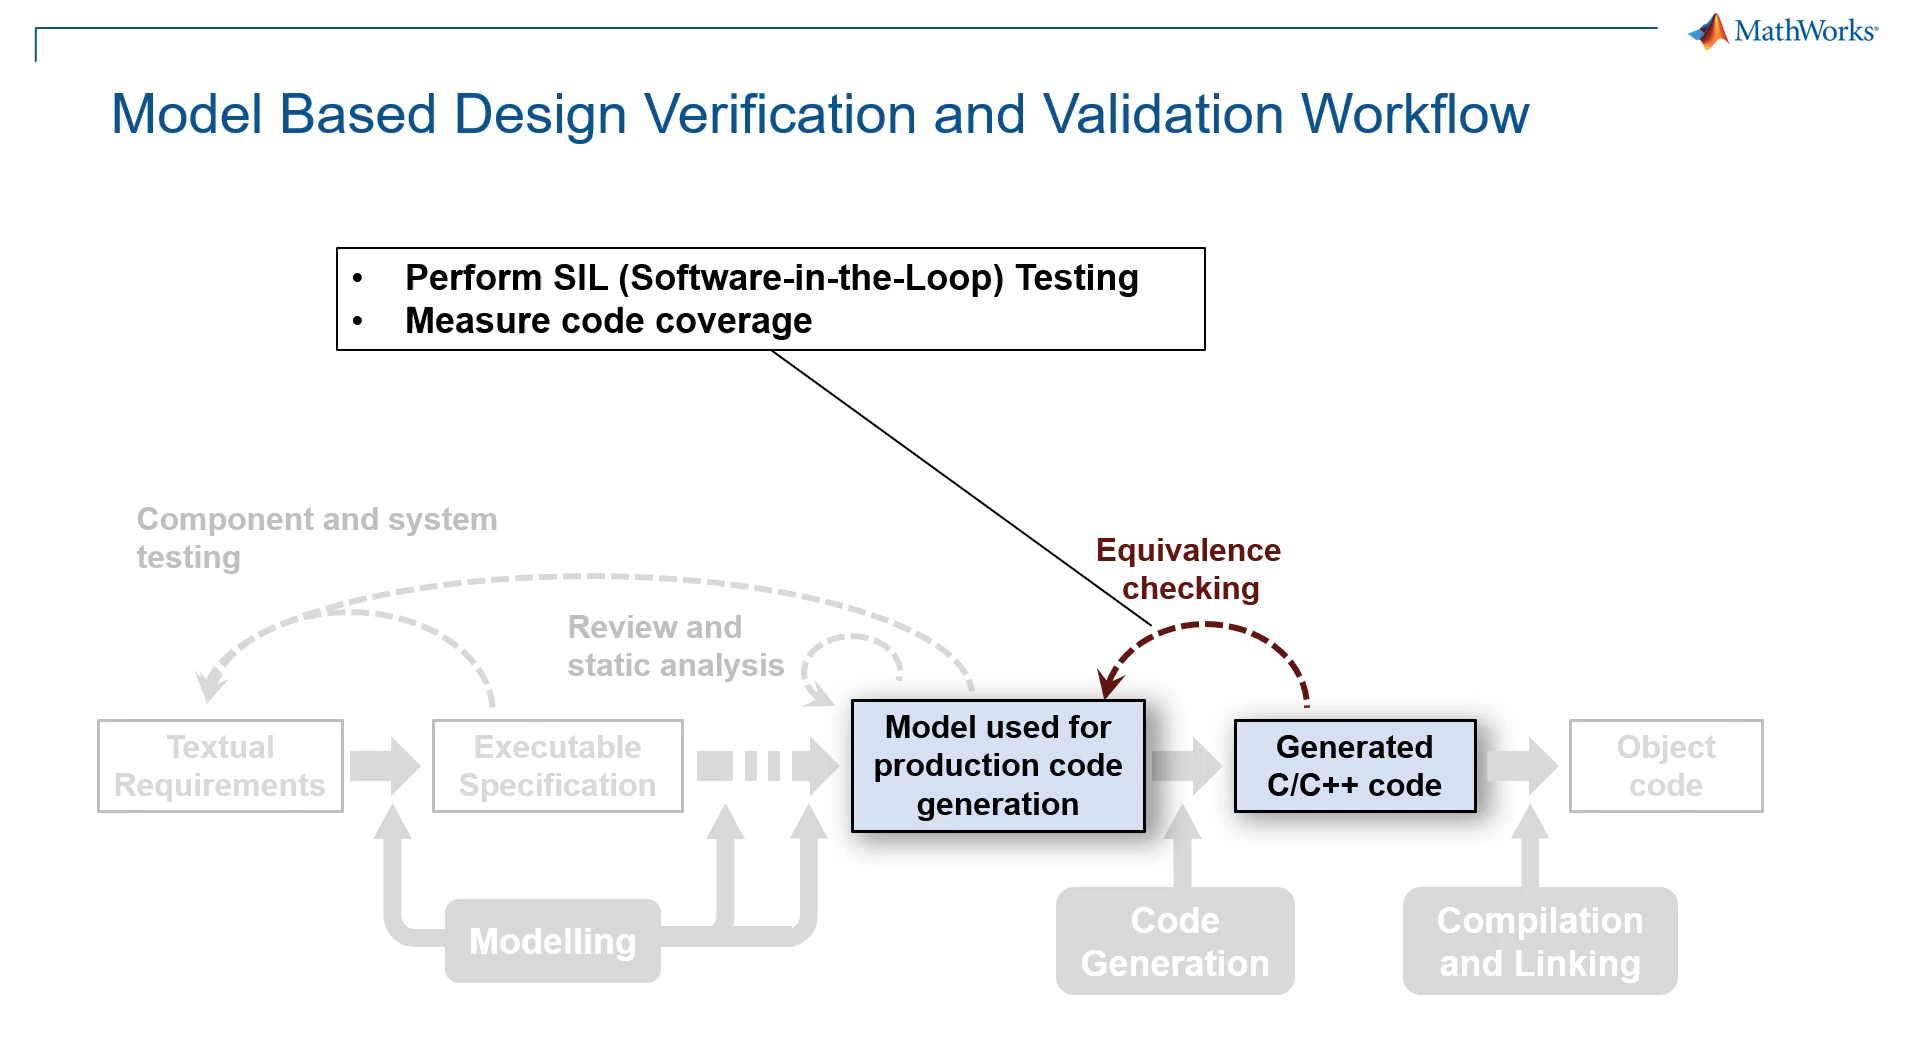 MathWorks®
Model Based Design Verification and Validation Workflow
• Perform SIL (Software-in-the-Loop) Testing
• Measure code coverage
Component and system
testing
Equivalence
checking
Review and
static analysis
Textual
Requirements
Executable
Specification
Model used for
production code
generation
Generated
C/C++ code
Object
code
Modelling
Code
Generation
Compilation
and Linking